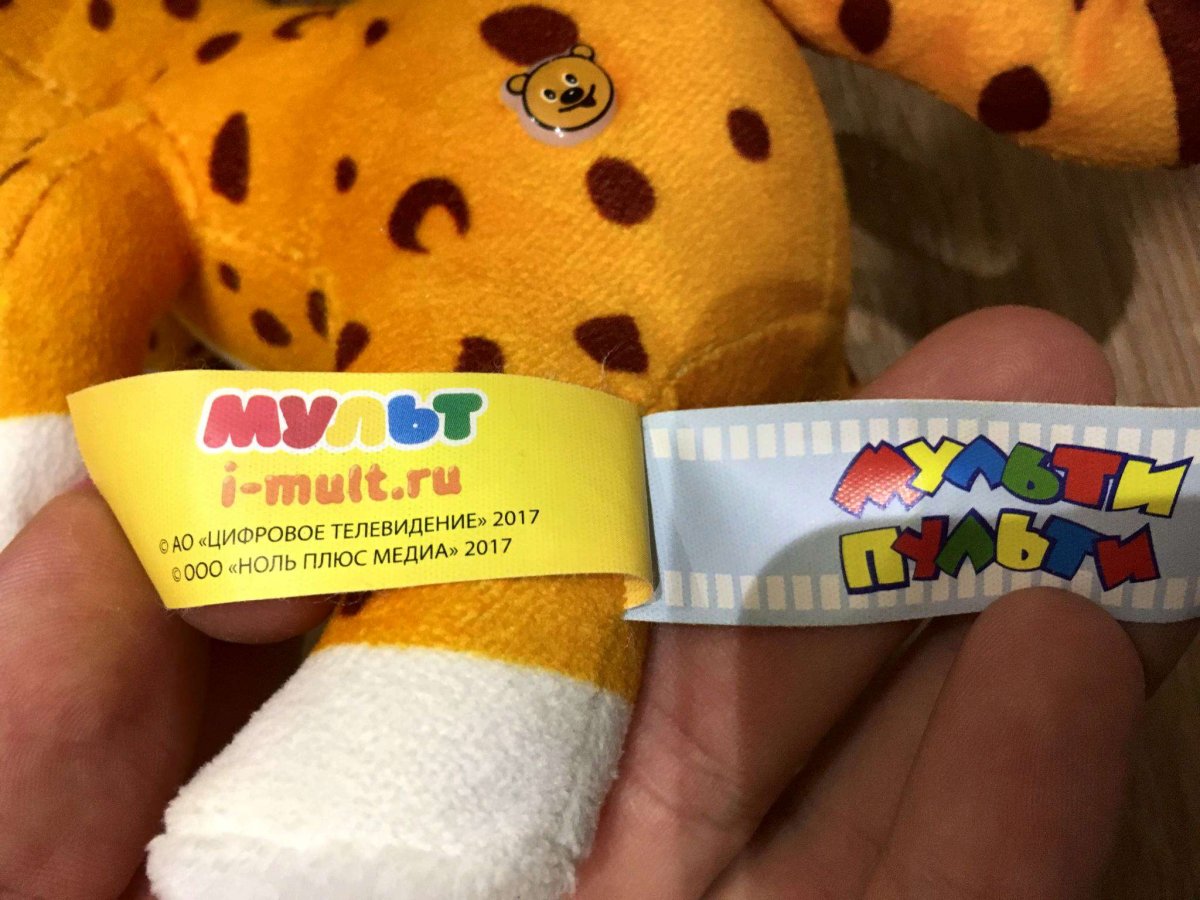 МУЛЬТ
i-mult.ru
© АО «ЦИФРОВОЕ ТЕЛЕВИДЕНИЕ» 2017
© ООО «НОЛЬ ПЛЮС МЕДИА» 2017
МУЛЬТИ
ПУЛЬТИ